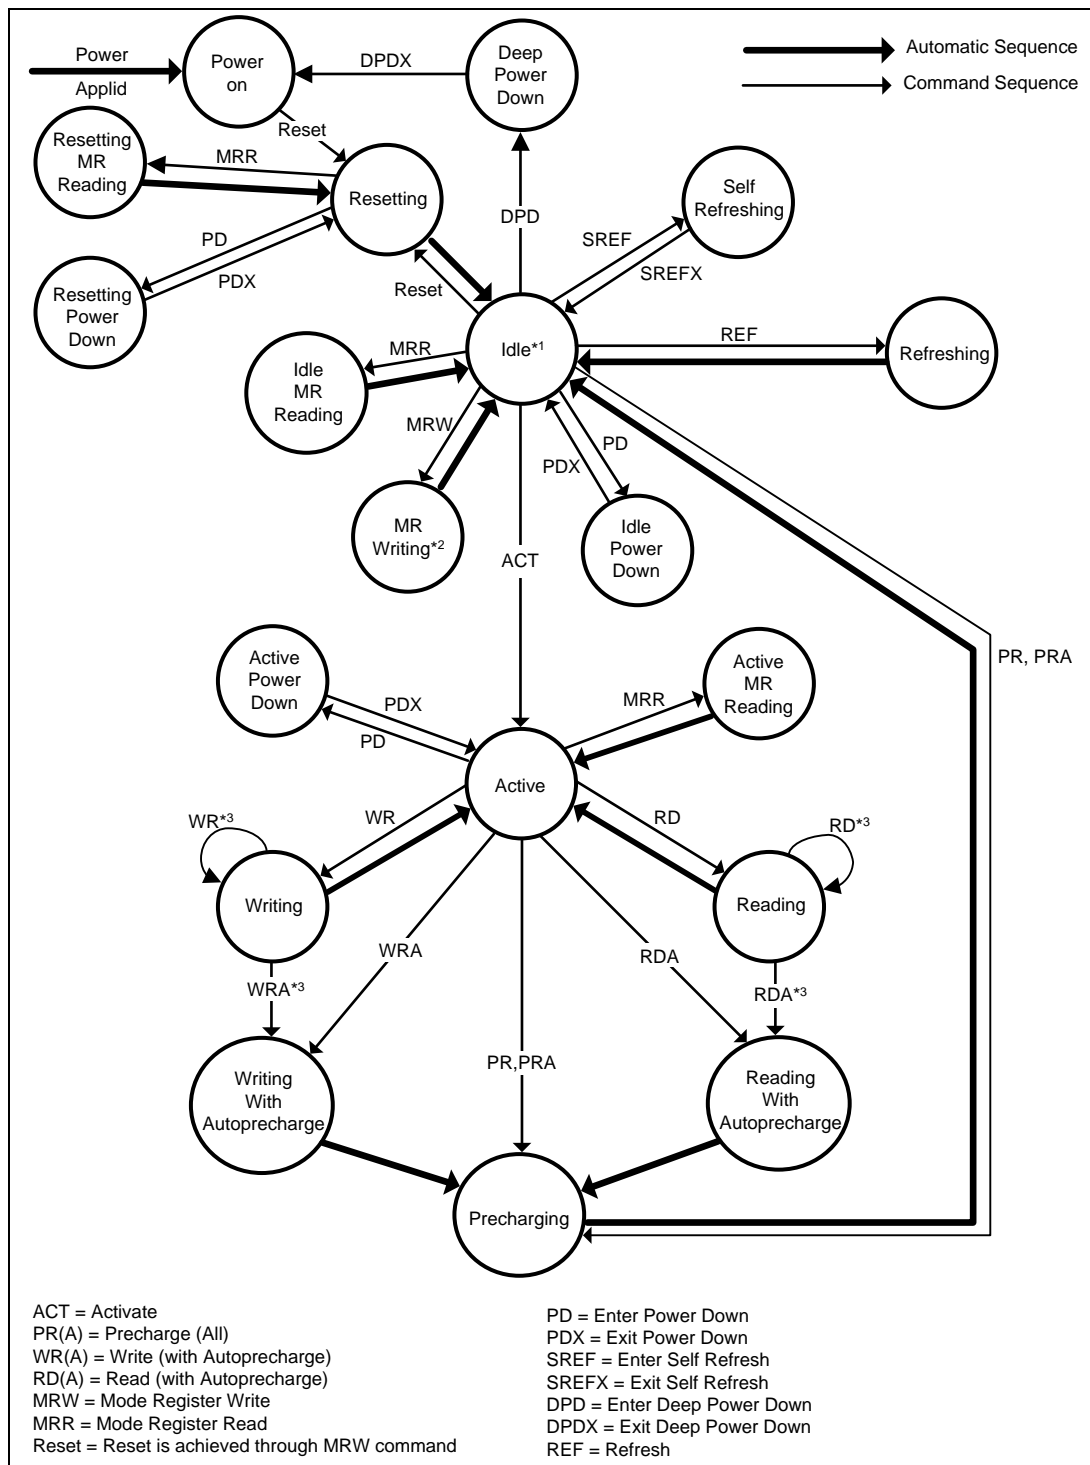 Power
Applid
Power
on
DPDX
Deep
Power
Down
Automatic Sequence
Command Sequence
Reset
Resetting
MR
Reading
MRR
Resetting
PD
PDX
Resetting
Power
Down
DPD
Self
Refreshing
SREF
SREFX
Reset
Idle*1
REF
Refreshing
MRR
Idle
MR
Reading
MRW
PD
PDX
MR
Writing*2
Idle
Power
Down
ACT
PR, PRA
Active
Power
Down
PDX
PD
Active
MR
Reading
MRR
Active
WR*3
WR
RD
RD*3
Writing
Reading
WRA
RDA
WRA*3
RDA*3
PR,PRA
Writing
With
Autoprecharge
Reading
With
Autoprecharge
Precharging
ACT = Activate
PR(A) = Precharge (All)
WR(A) = Write (with Autoprecharge)
RD(A) = Read (with Autoprecharge)
MRW = Mode Register Write
MRR = Mode Register Read
Reset = Reset is achieved through MRW command
PD = Enter Power Down
PDX = Exit Power Down
SREF = Enter Self Refresh
SREFX = Exit Self Refresh
DPD = Enter Deep Power Down
DPDX = Exit Deep Power Down
REF = Refresh